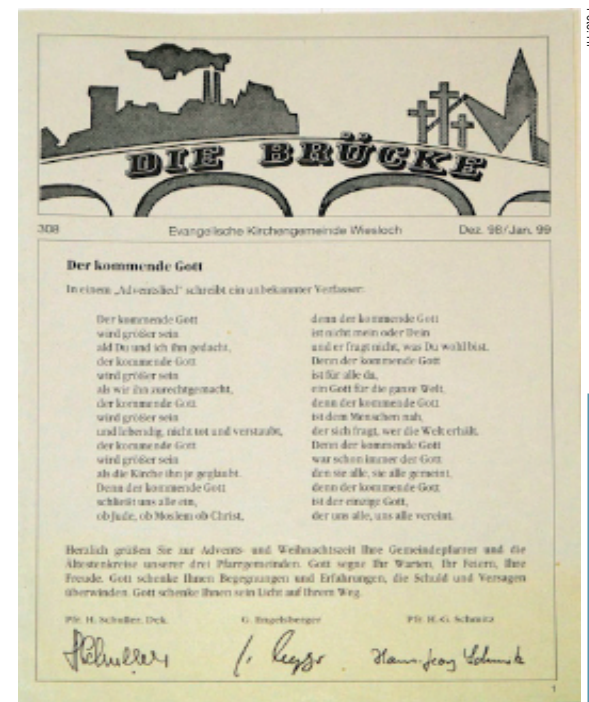 DIE BRÜCKE
308 Evangelische Kirchengemeinde Wiesloch Dez. 98/Jan. 99
Der kommende Gott
In einem „Adventslied“ schreibt ein unbekannter Verfasser:
Der kommende Gott
wird größer sein
ald Du und ich ihn gedacht,
der kommende Gott
wird größer sein
als wir ihn zurechtgemacht,
der kommende Gott
wird größer sein
und lebendig, nicht tot und verstaubt,
der kommende Gott
wird größer sein
als die Kirche ihn je geglaubt.
Denn der kommende Gott
schließt uns alle ein,
ob Jude, ob Moslem ob Christ,
denn der kommende Gott
ist nicht mein oder Dein
und er fragt nicht, was Du wohl bist.
Denn der kommende Gott
ist für alle da,
ein Gott für die ganze Welt,
denn der kommende Gott
ist dem Menschen nah,
der sich fragt, wer die Welt erhält.
Denn der kommende Gott
war schon immer der Gott
den sie alle, sie alle gemeint,
denn der kommende Gott
ist der einzige Gott,
der uns alle, uns alle vereint.
Herzlich grüßen Sie zur Advents- und Weihnachtszeit Ihre Gemeindepfarrer und die
Ältestenkreise unserer drei Pfarrgemeinden. Gott segne Ihr Warten, Ihr Feiern, Ihre
Freude. Gott schenke Ihnen Begegnungen und Erfahrungen, die Schuld und Versagen
überwinden. Gott schenke Ihnen sein Licht auf Ihrem Weg.
Pfr. H. Schuller, Dek. G. Engelsberger Pfr. H.-G. Schmitz
Schuller Hans-Jeorg Schmitz
1